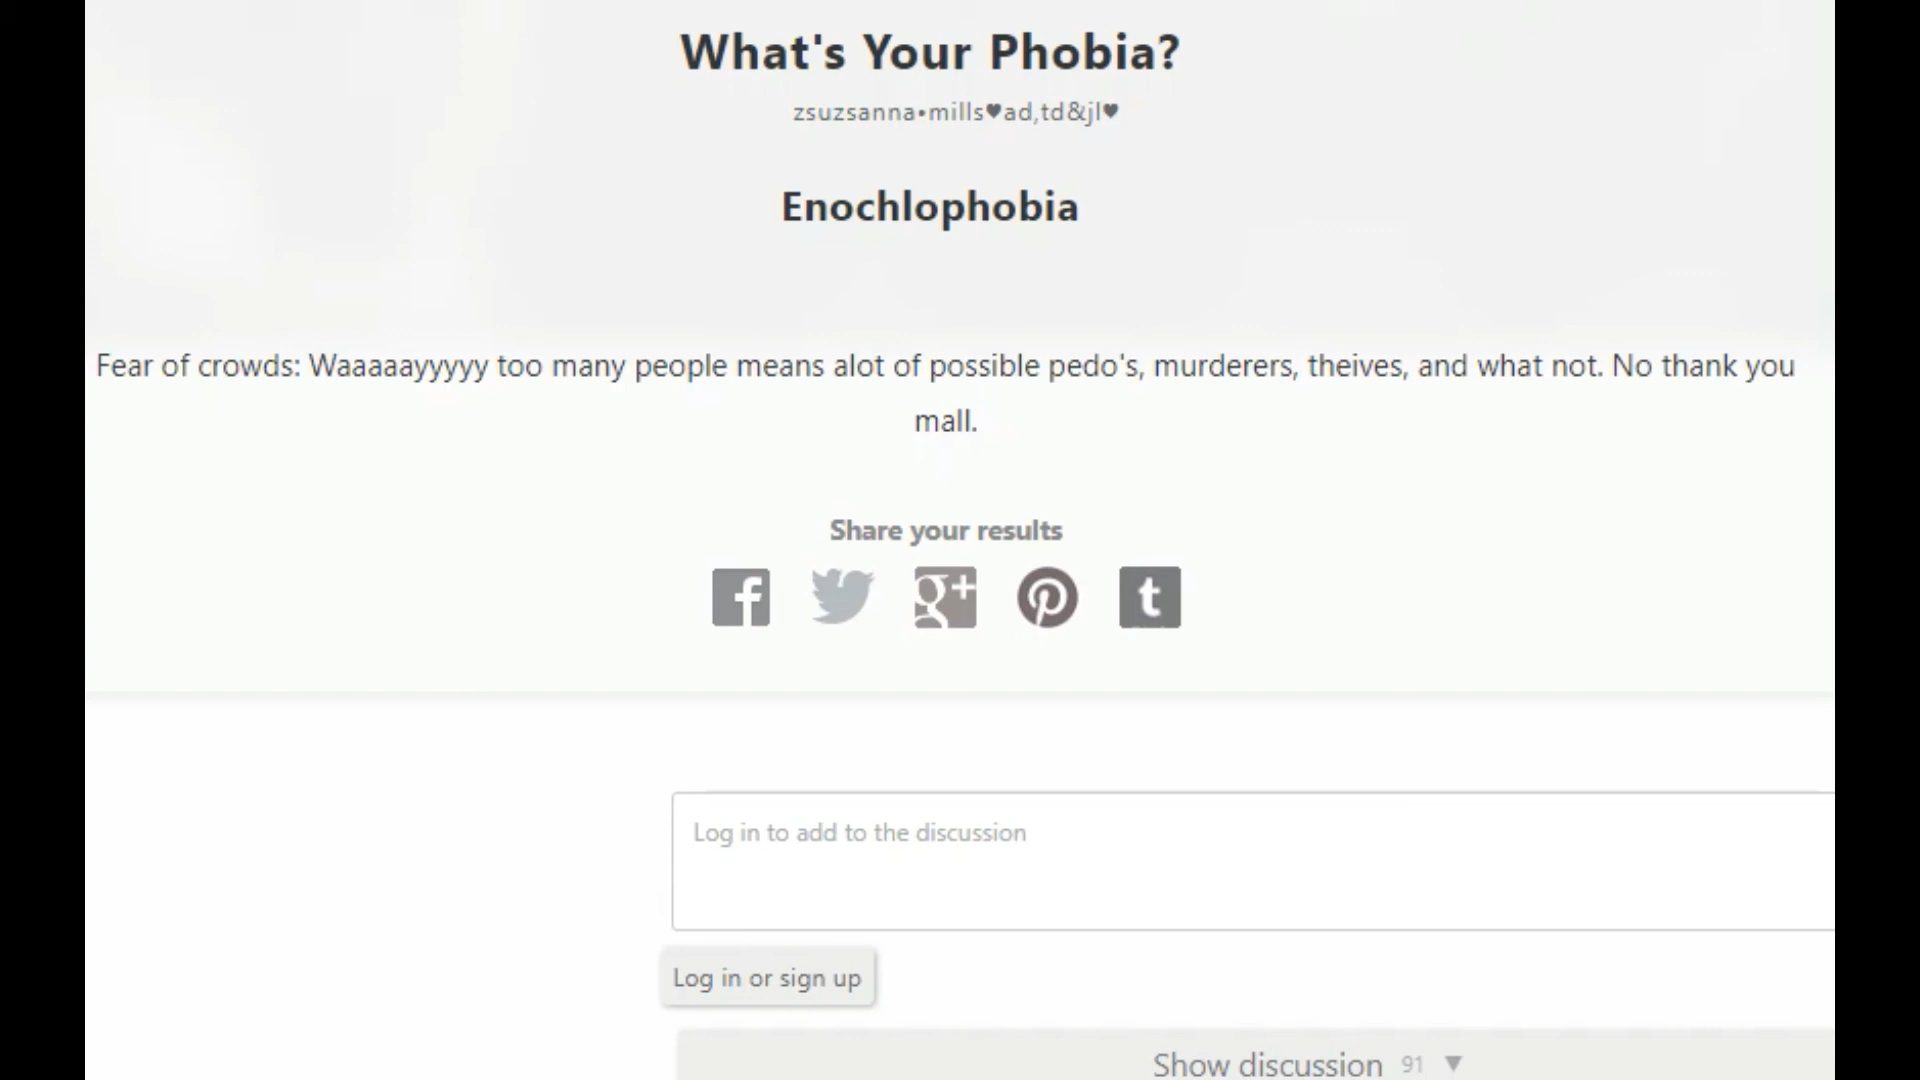 What's Your Phobia?
zsuzsanna•mills♥ad,td&jl♥
Enochlophobia
Fear of crowds: Waaaaayyyyy too many people means alot of possible pedo's, murderers, theives, and what not. No thank you
mall.
Share your results
f g+ t
Log in to add to the discussion
Log in or sign up
Show discussion 91 ▼